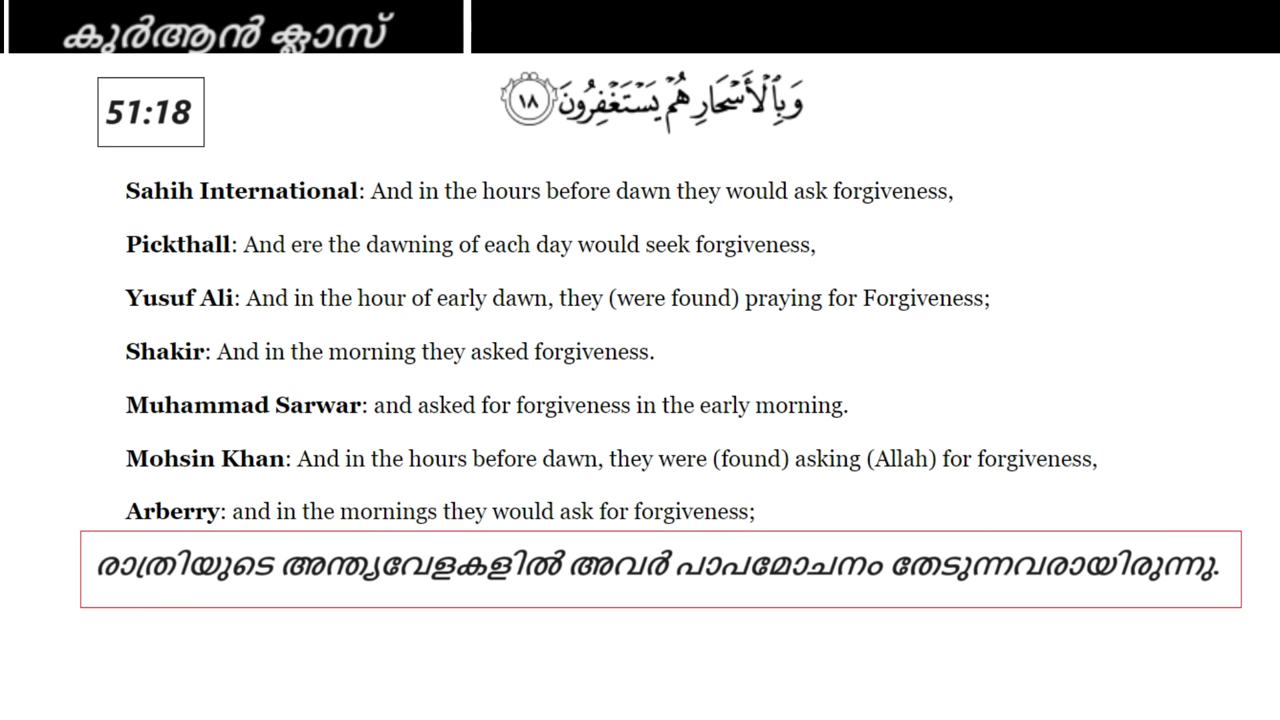 കുർആൻ ക്ലാസ്
51:18
وَبِٱلْأَسْحَارِ هُمْ يَسْتَغْفِرُونَ ١٨
Sahih International: And in the hours before dawn they would ask forgiveness,
Pickthall: And ere the dawning of each day would seek forgiveness,
Yusuf Ali: And in the hour of early dawn, they (were found) praying for Forgiveness;
Shakir: And in the morning they asked forgiveness.
Muhammad Sarwar: and asked for forgiveness in the early morning.
Mohsin Khan: And in the hours before dawn, they were (found) asking (Allah) for forgiveness,
Arberry: and in the mornings they would ask for forgiveness;
രാത്രിയുടെ അന്ത്യവേളകളിൽ അവർ പാപമോചനം തേടുന്നവരായിരുന്നു.